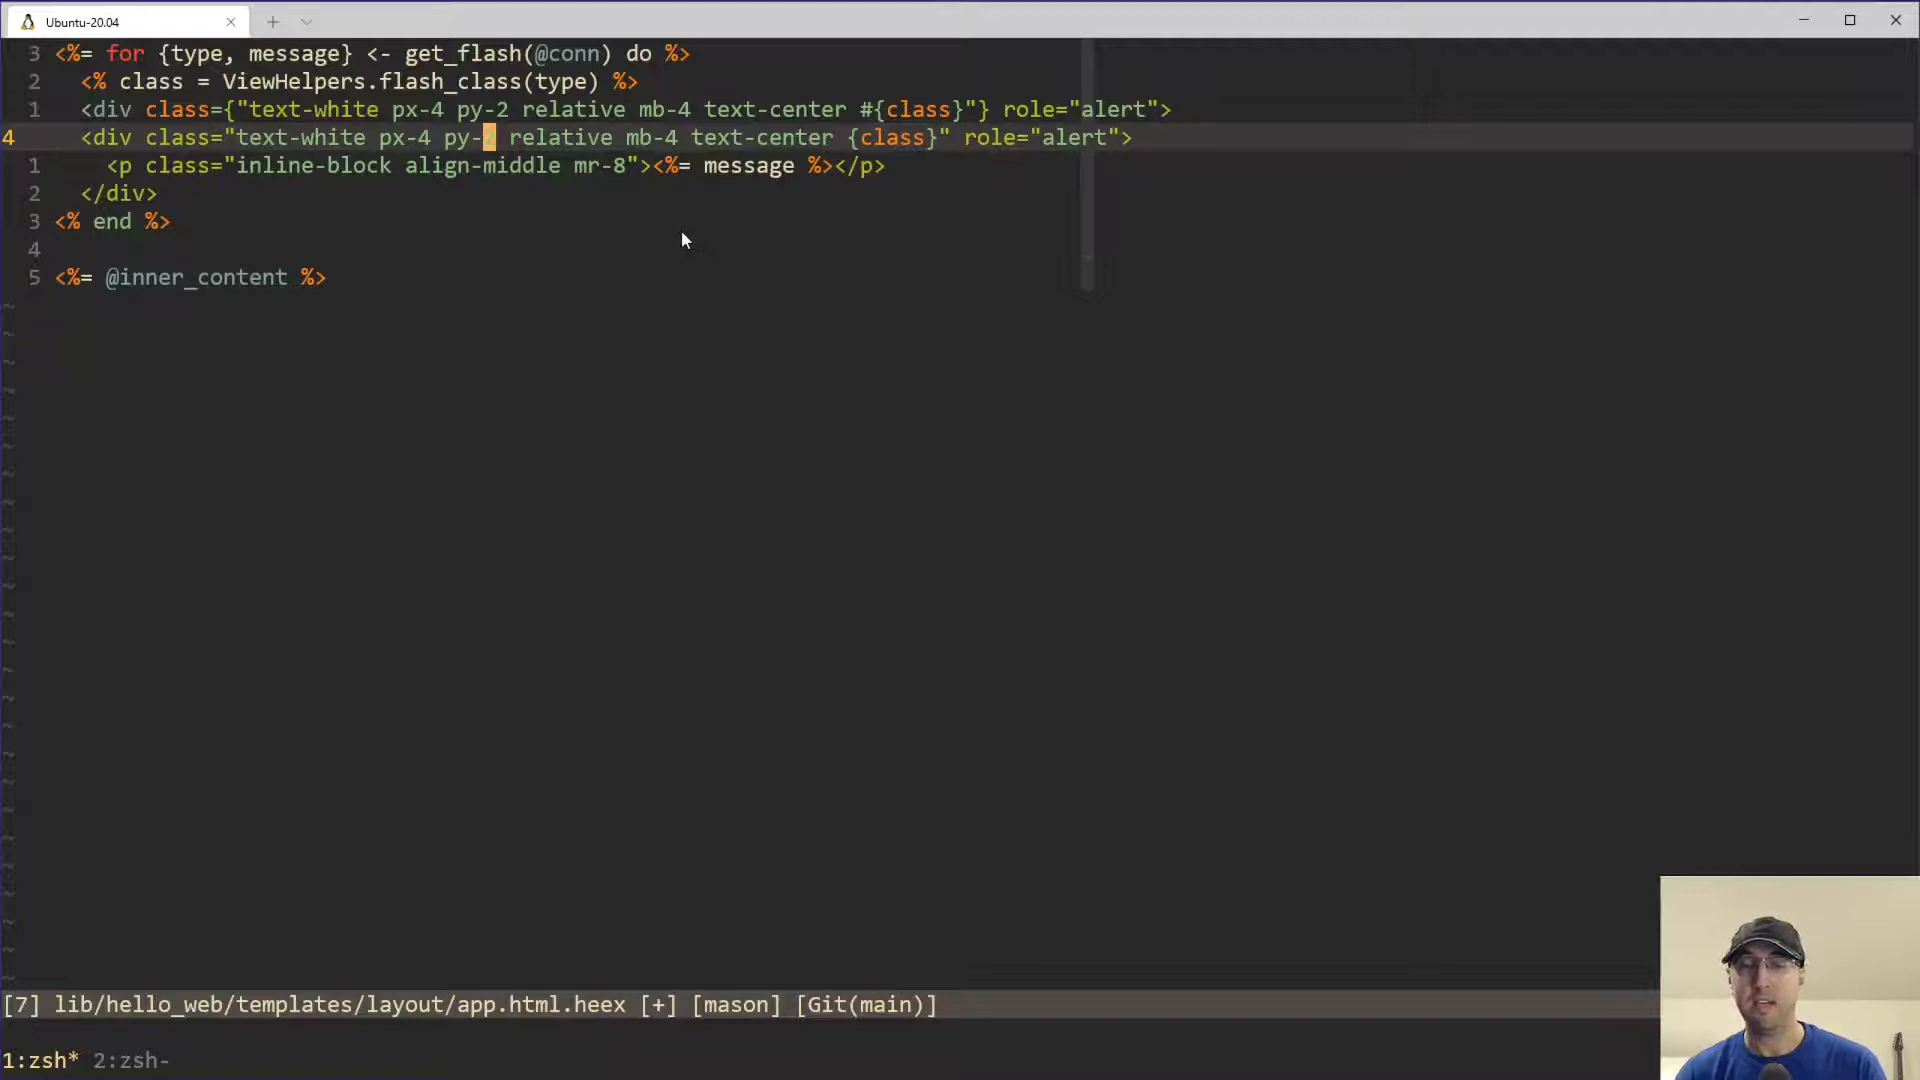 Ubuntu-20.04
3 <%= for {type, message} <- get_flash(@conn) do %>
2   <% class = ViewHelpers.flash_class(type) %>
1   <div class={"text-white px-4 py-2 relative mb-4 text-center #{class}"} role="alert">
4   <div class="text-white px-4 py-2 relative mb-4 text-center {class}" role="alert">
1     <p class="inline-block align-middle mr-8"><%= message %></p>
2   </div>
3 <% end %>
4
5 <%= @inner_content %>
[7] lib/hello_web/templates/layout/app.html.heex [+] [mason] [Git(main)]
1:zsh* 2:zsh-